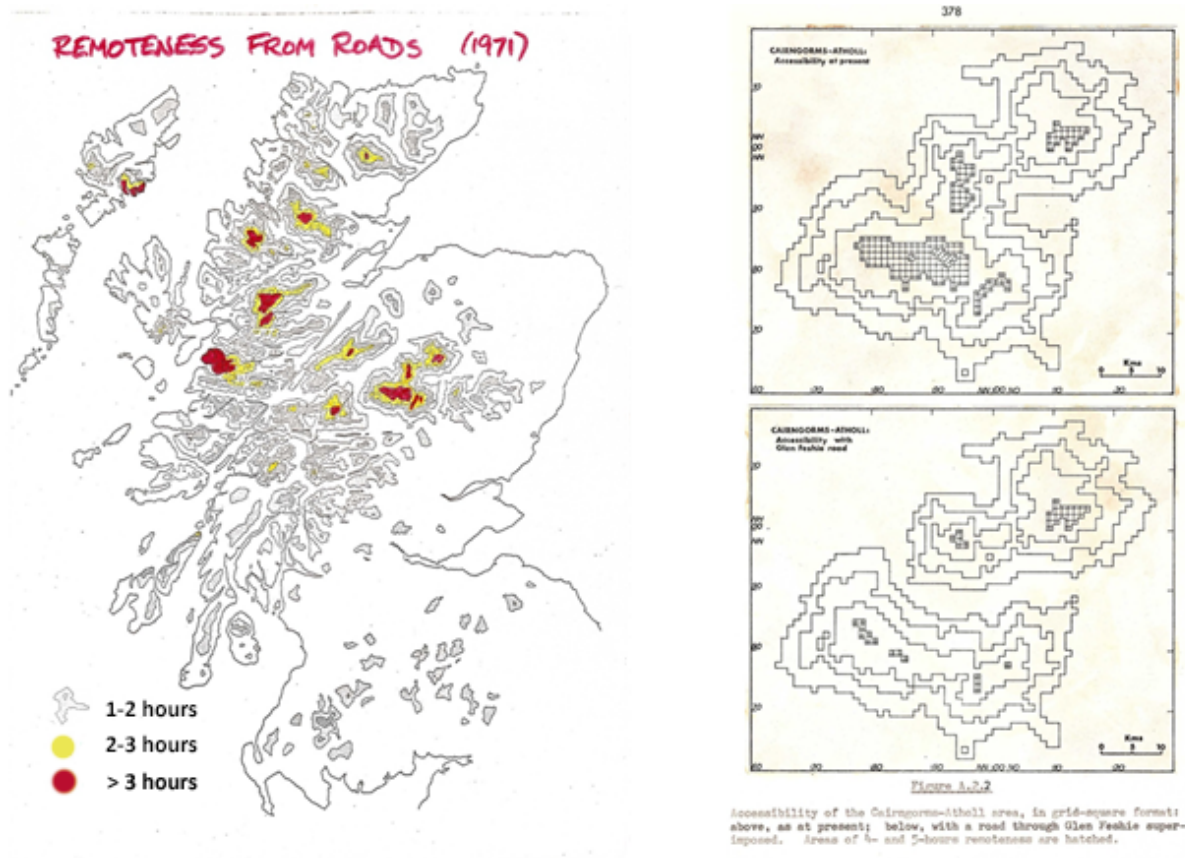 REMOTENESS FROM ROADS (1971)
1-2 hours
2-3 hours
> 3 hours
378
CAIRNGORMS-ATHOLL:
Accessibility at present
Kms
0 5 10
CAIRNGORMS-ATHOLL:
Accessibility with
Glen Feshie road
Kms
0 5 10
Figure A.2.2
Accessibility of the Cairngorms-Atholl area, in grid-square format:
above, as at present; below, with a road through Glen Feshie super-
imposed. Areas of 4- and 5-hours remoteness are hatched.